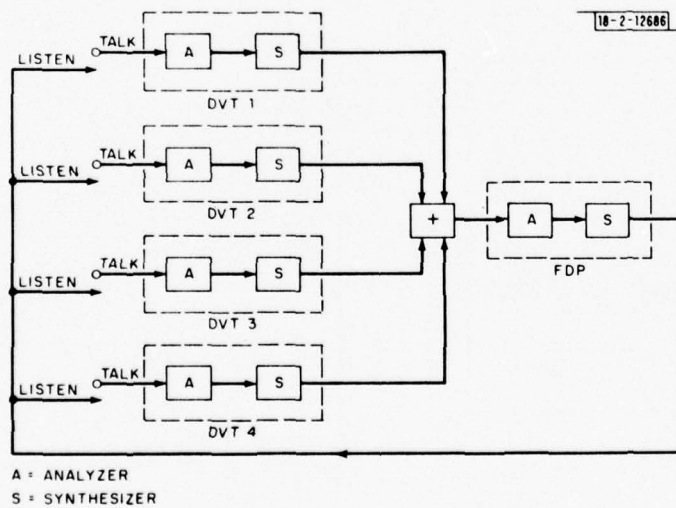 18-2-12686
TALK
LISTEN
A
S
DVT 1
TALK
LISTEN
A
S
DVT 2
+
A
S
FDP
TALK
LISTEN
A
S
DVT 3
TALK
LISTEN
A
S
DVT 4
A = ANALYZER
S = SYNTHESIZER